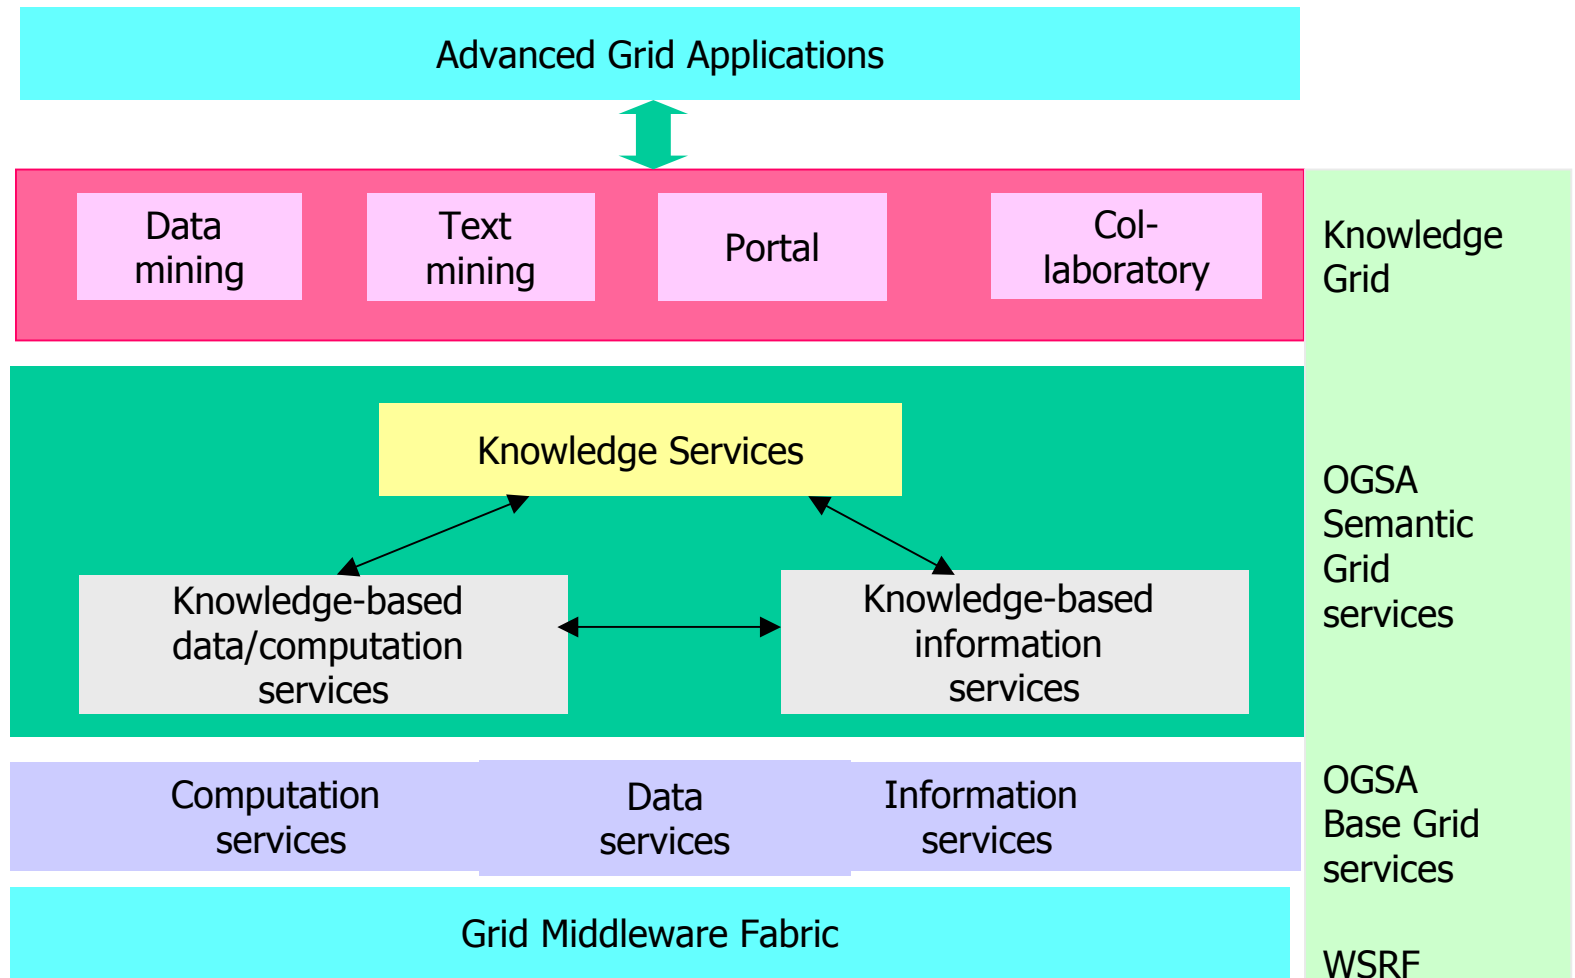 Advanced Grid Applications
Data
mining
Text
mining
Portal
Col-
laboratory
Knowledge
Grid
Knowledge Services
Knowledge-based
data/computation
services
Knowledge-based
information
services
OGSA
Semantic
Grid
services
Computation
services
Data
services
Information
services
OGSA
Base Grid
services
Grid Middleware Fabric
WSRF